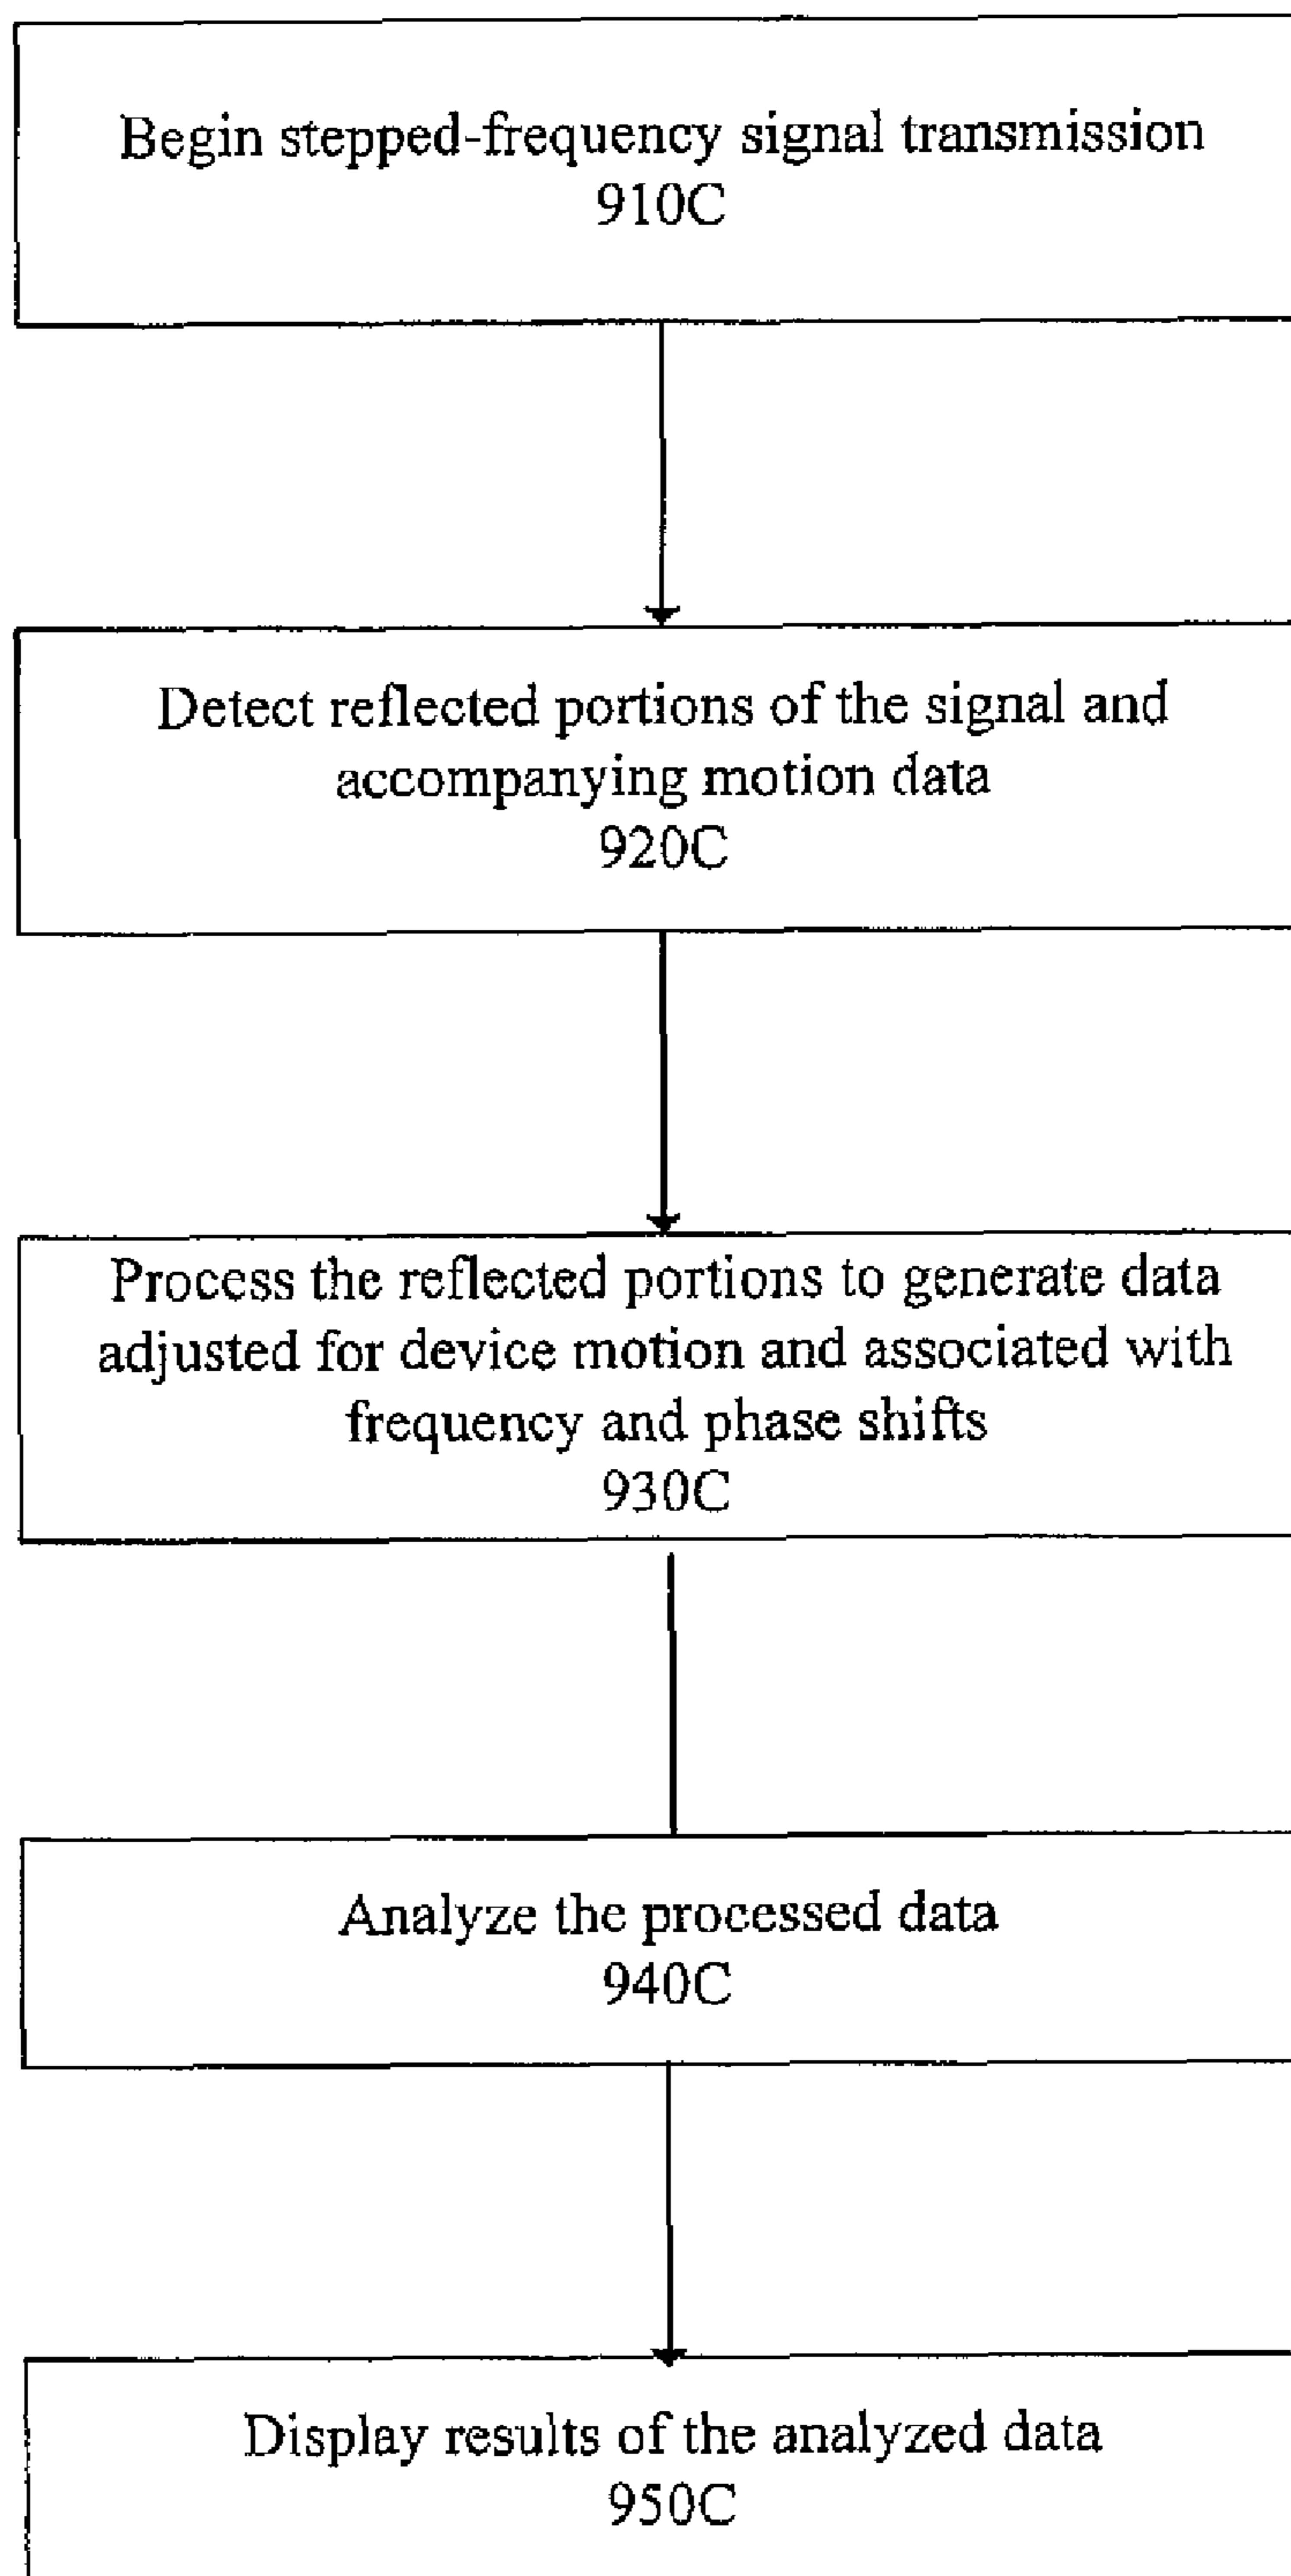 Begin stepped-frequency signal transmission
910C
Detect reflected portions of the signal and
accompanying motion data
920C
Process the reflected portions to generate data
adjusted for device motion and associated with
frequency and phase shifts
930C
Analyze the processed data
940C
Display results of the analyzed data
950C